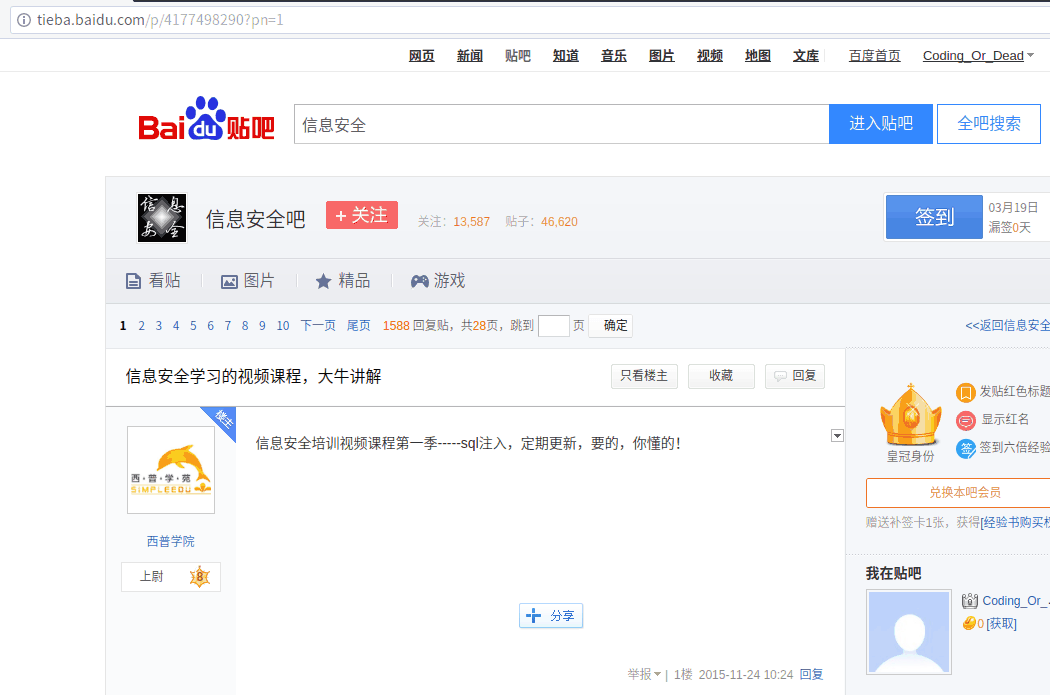 tieba.baidu.com/p/4177498290?pn=1
网页 新闻 贴吧 知道 音乐 图片 视频 地图 文库 百度首页 Coding_Or_Dead
Bai du 贴吧 信息安全 进入贴吧 全吧搜索
信息安全
信息安全吧 + 关注 关注：13,587 贴子：46,620 签到 03月19日
漏签0天
看贴 图片 精品 游戏
1 2 3 4 5 6 7 8 9 10 下一页 尾页 1588 回复贴，共28页，跳到 页 确定 <<返回信息安全
信息安全学习的视频课程，大牛讲解 只看楼主 收藏 回复
楼主
信息安全培训视频课程第一季-----sql注入，定期更新，要的，你懂的！
西·普·学·苑
SIMPLEEDU
西普学院
上尉 8
分享
举报 | 1楼 2015-11-24 10:24 回复
发贴红色标题
显示红名
签 签到六倍经验
皇冠身份
兑换本吧会员
赠送补签卡1张，获得[经验书购买权
我在贴吧
Coding_Or_
0 [获取]